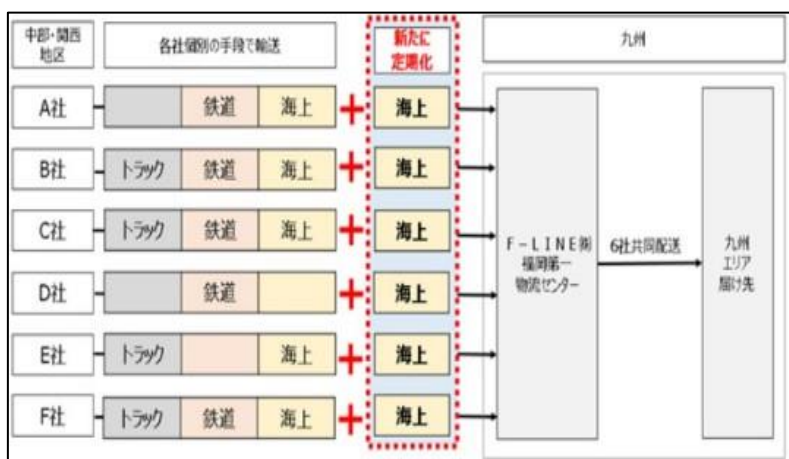 中部・関西
地区
各社個別の手段で輸送
新たに
定期化
九州
A社
鉄道
海上
+
海上
B社
トラック
鉄道
海上
+
海上
C社
トラック
鉄道
海上
+
海上
D社
鉄道
+
海上
E社
トラック
海上
+
海上
F社
トラック
鉄道
海上
+
海上
F-LINE㈱
福岡第一
物流センター
6社共同配送
九州
エリア
届け先